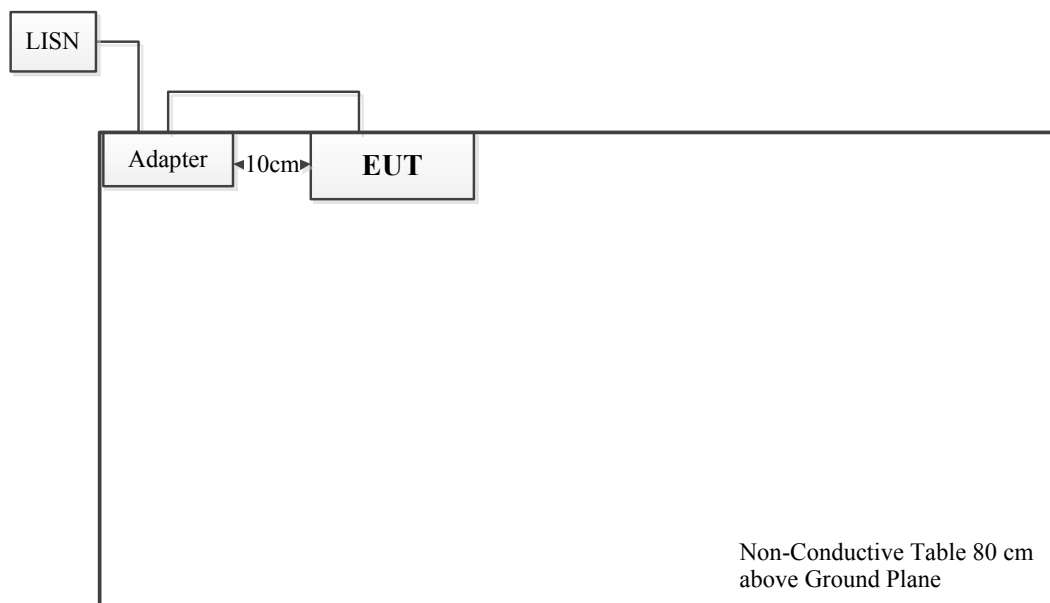 LISN
Adapter
10cm
EUT
Non-Conductive Table 80 cm
above Ground Plane